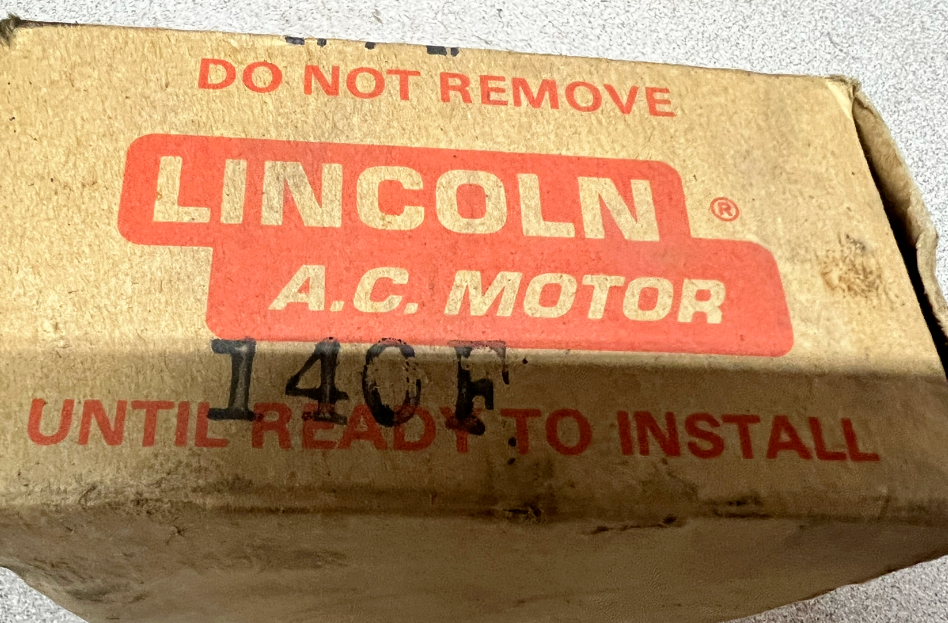 DO NOT REMOVE
LINCOLN ®
A.C. MOTOR
140F
UNTIL READY TO INSTALL